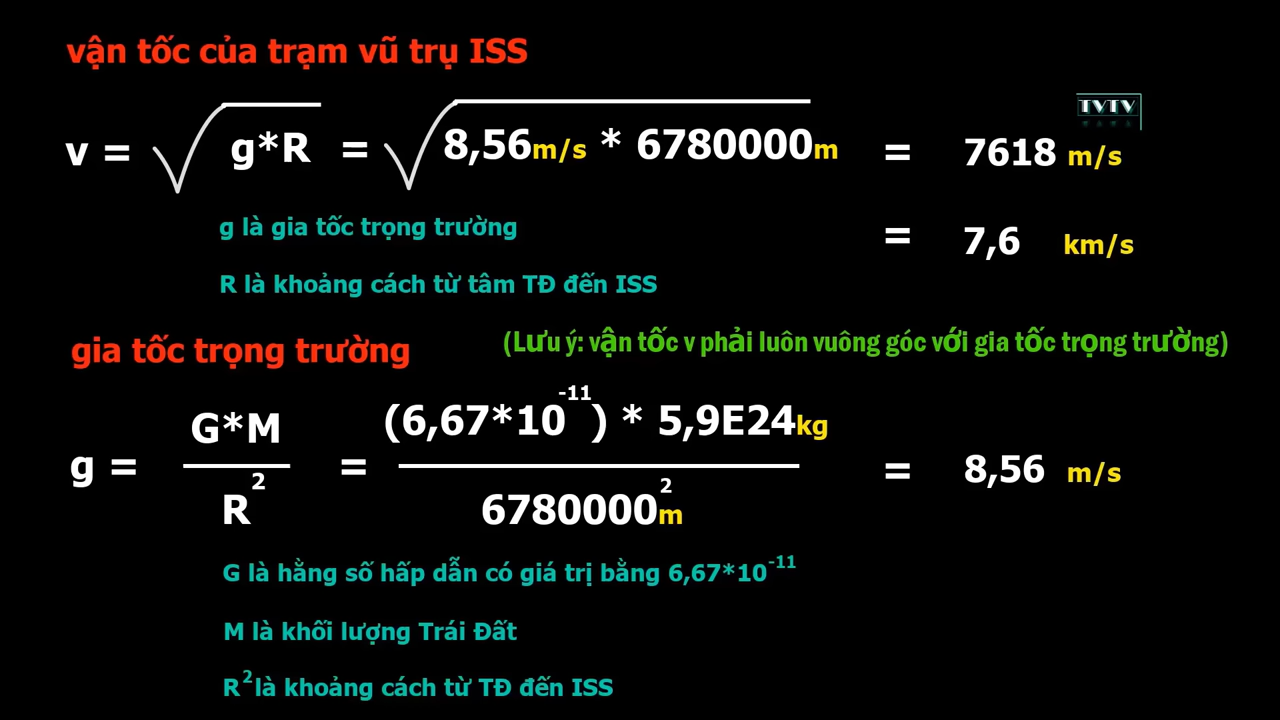 vận tốc của trạm vũ trụ ISS
TVTV
v = √ g*R = √ 8,56m/s * 6780000m = 7618 m/s
g là gia tốc trọng trường
= 7,6 km/s
R là khoảng cách từ tâm TĐ đến ISS
(Lưu ý: vận tốc v phải luôn vuông góc với gia tốc trọng trường)
gia tốc trọng trường
G*M (6,67*10⁻¹¹) * 5,9E24kg
g = = = 8,56 m/s
R² 6780000m²
G là hằng số hấp dẫn có giá trị bằng 6,67*10⁻¹¹
M là khối lượng Trái Đất
R² là khoảng cách từ TĐ đến ISS